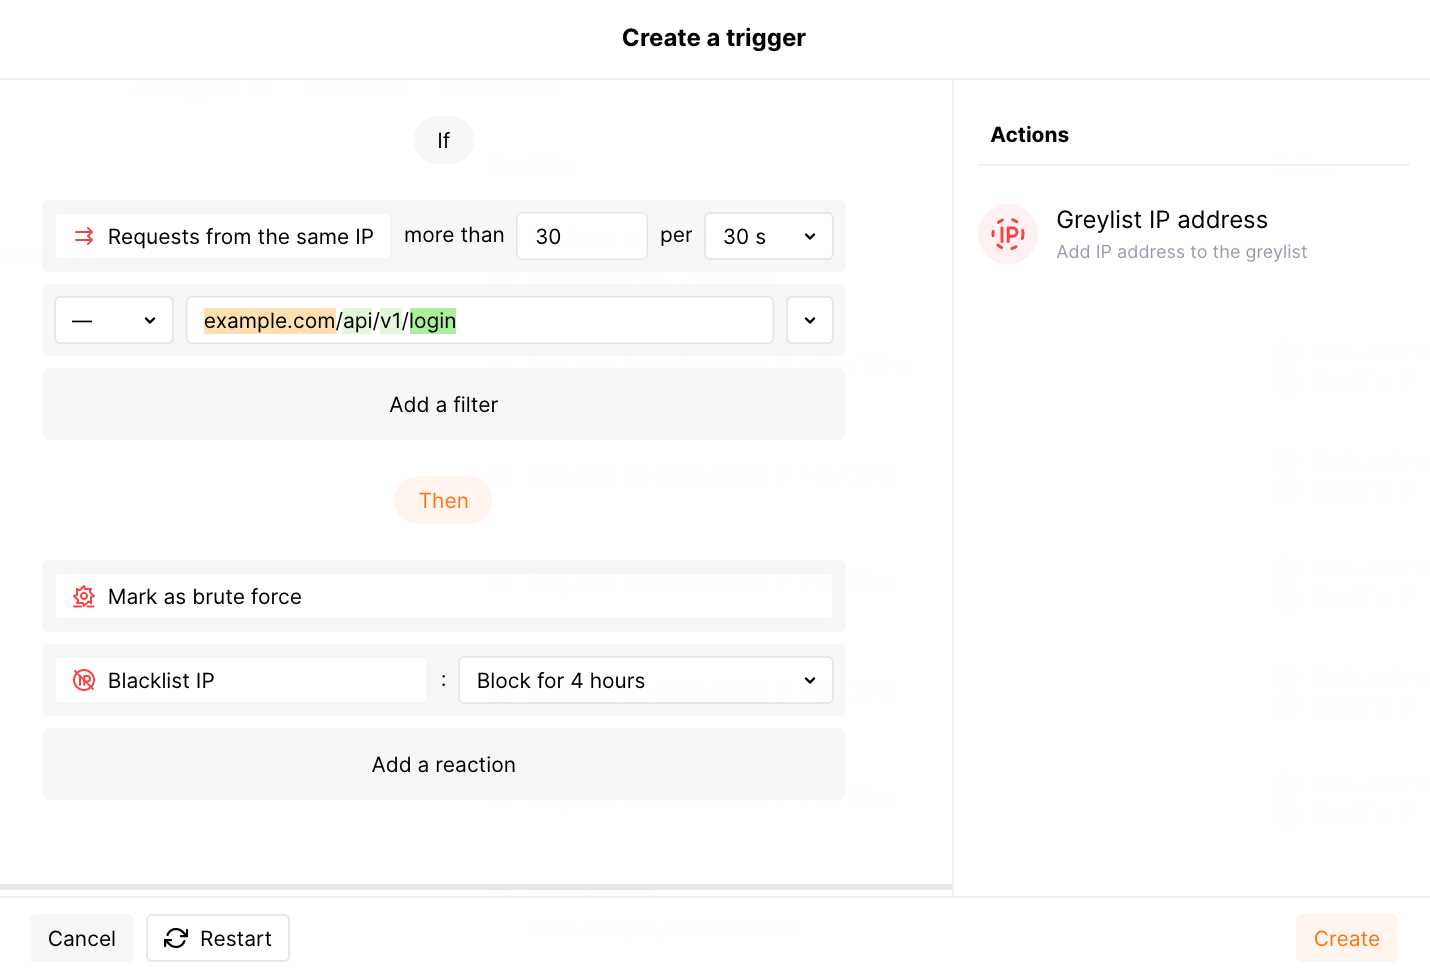 Create a trigger
If
Requests from the same IP more than 30 per 30 s
— example.com/api/v1/login
Add a filter
Then
Mark as brute force
Blacklist IP : Block for 4 hours
Add a reaction
Actions
IP Greylist IP address
Add IP address to the greylist
Cancel Restart Create